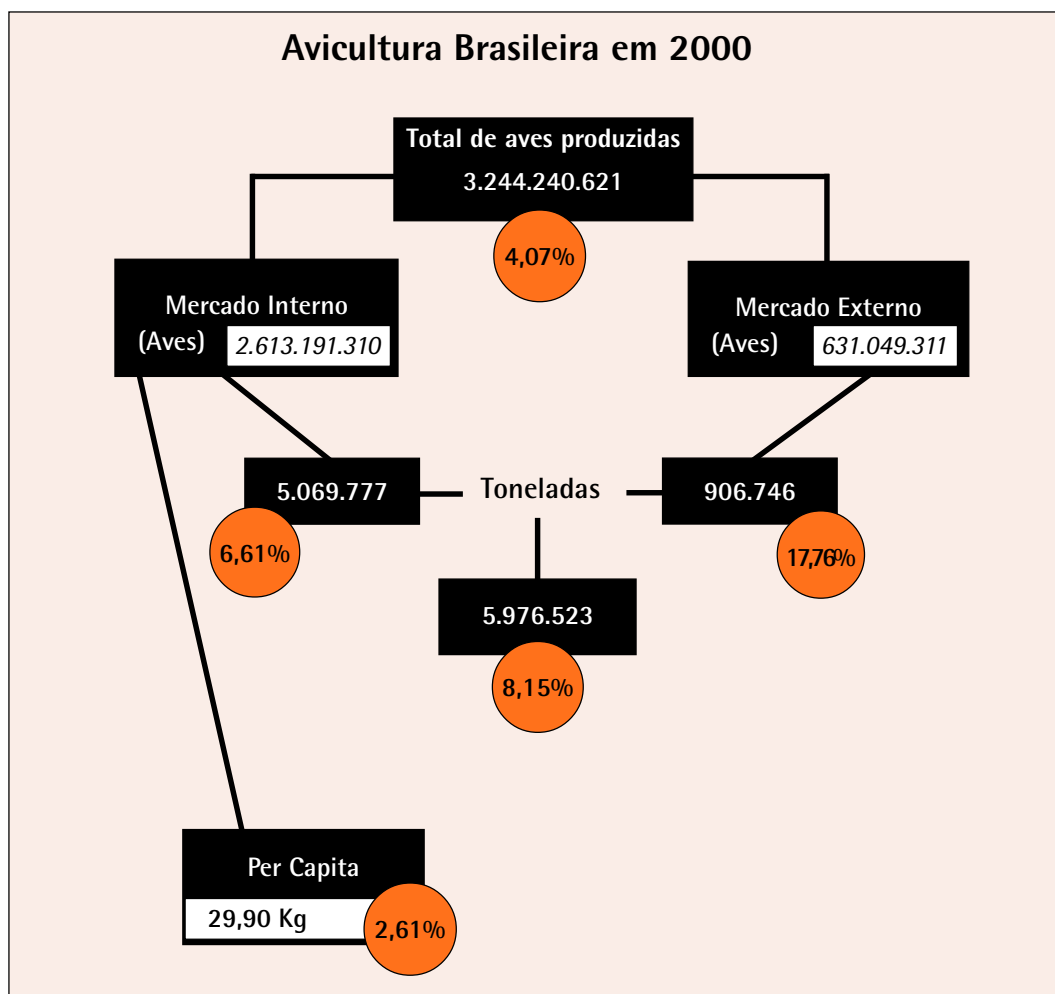 Avicultura Brasileira em 2000
Total de aves produzidas
3.244.240.621
4,07%
Mercado Interno
(Aves) 2.613.191.310
Mercado Externo
(Aves) 631.049.311
5.069.777
Toneladas
906.746
6,61%
17,76%
5.976.523
8,15%
Per Capita
29,90 Kg
2,61%